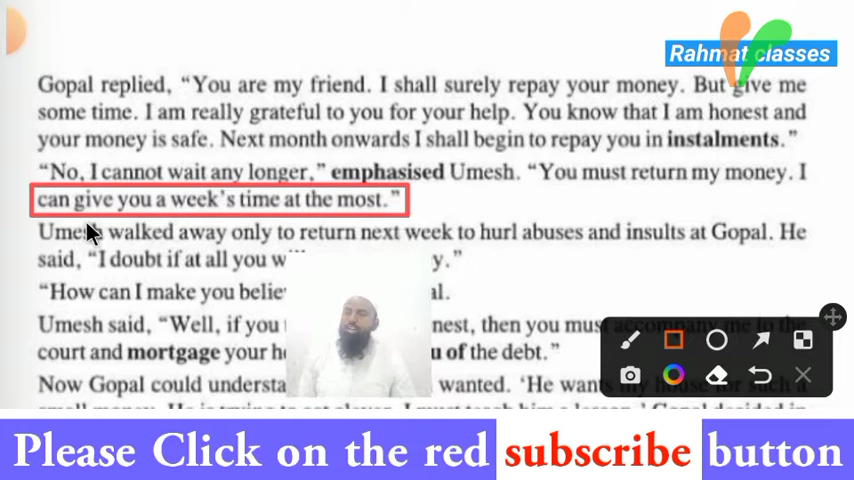 Rahmat classes
Gopal replied, “You are my friend. I shall surely repay your money. But give me
some time. I am really grateful to you for your help. You know that I am honest and
your money is safe. Next month onwards I shall begin to repay you in instalments.”
“No, I cannot wait any longer,” emphasised Umesh. “You must return my money. I
can give you a week’s time at the most.”
Umesh walked away only to return next week to hurl abuses and insults at Gopal. He
said, “I doubt if at all you y.”
“How can I make you al.
Umesh said, “Well, if you then you must accompany me to the
court and mortgage your of the debt.”
Now Gopal could wanted. ‘He wants my house for such a
Please Click on the red subscribe button